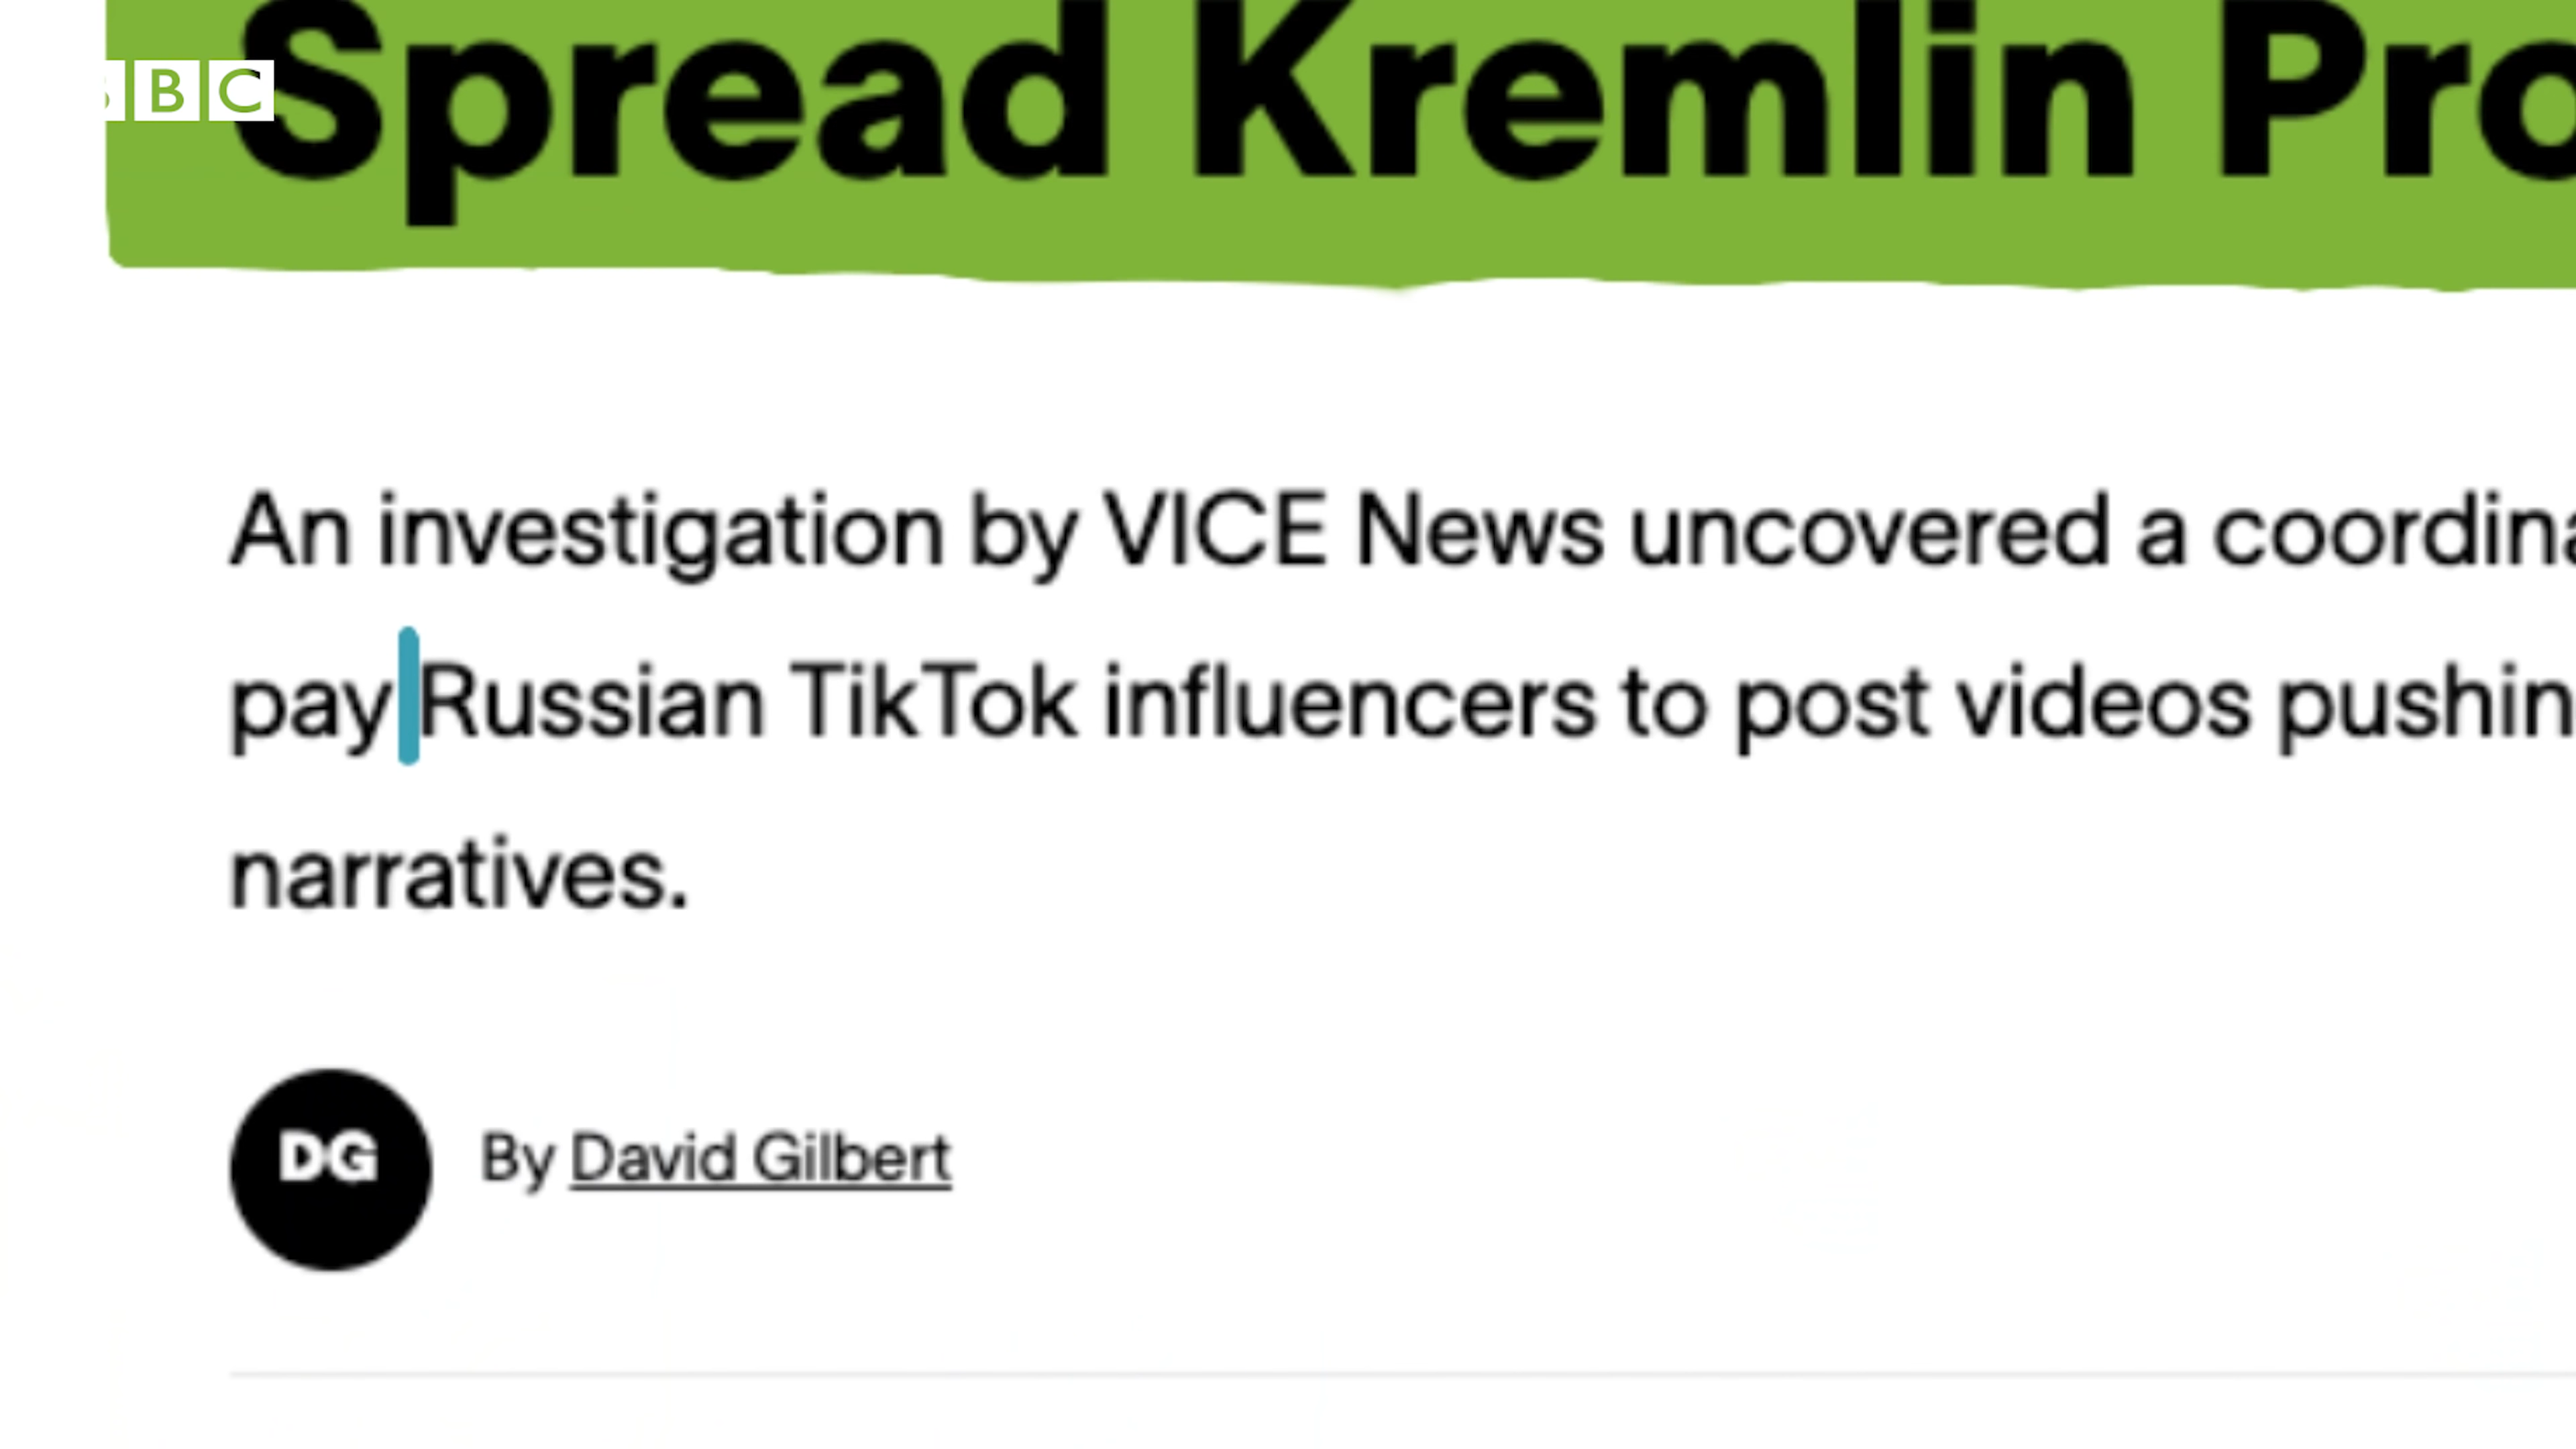 BBC
Spread Kremlin Pro
An investigation by VICE News uncovered a coordina
pay Russian TikTok influencers to post videos pushin
narratives.
DG
By David Gilbert